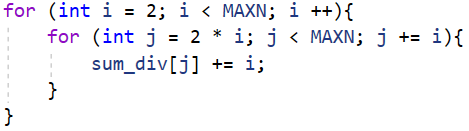 for (int i = 2; i < MAXN; i ++){
    for (int j = 2 * i; j < MAXN; j += i){
        sum_div[j] += i;
    }
}